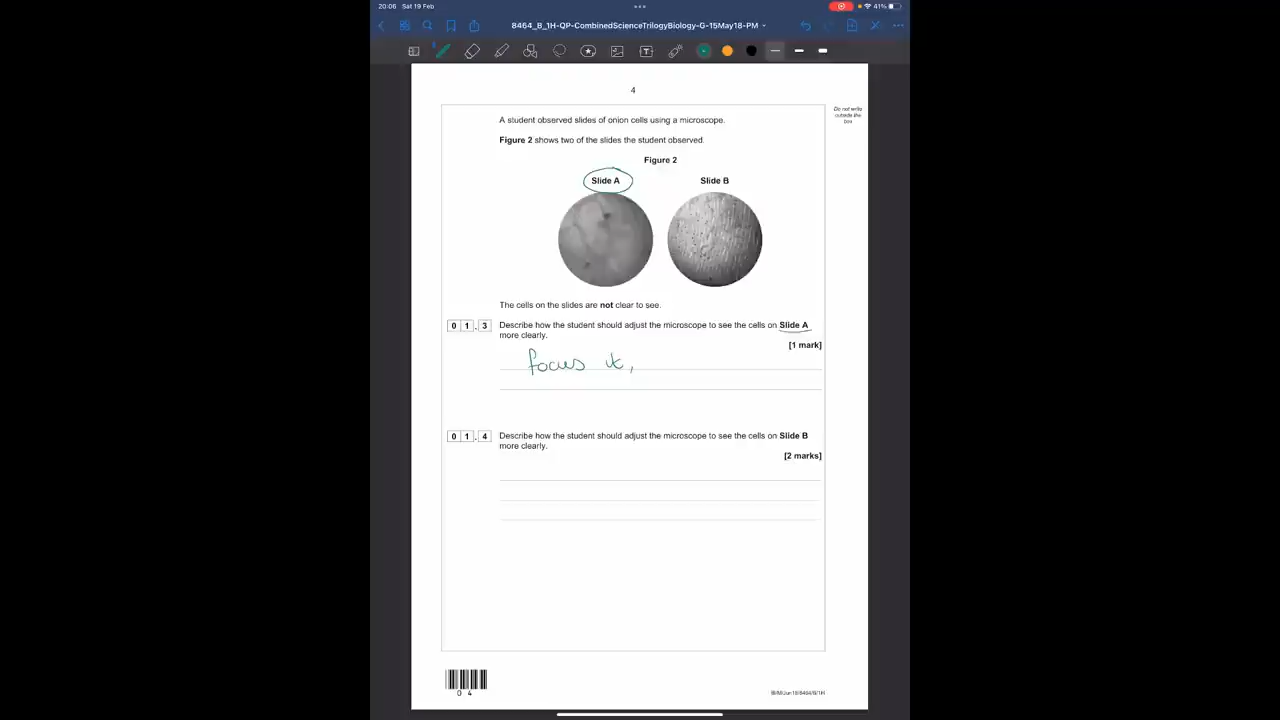 20:06 Sat 19 Feb
41%
8464_B_1H-QP-CombinedScienceTrilogyBiology-G-15May18-PM
4
Do not write
outside the
box
A student observed slides of onion cells using a microscope.
Figure 2 shows two of the slides the student observed.
Figure 2
Slide A
Slide B
The cells on the slides are not clear to see.
0 1 . 3 Describe how the student should adjust the microscope to see the cells on Slide A
more clearly.
[1 mark]
focus it,
0 1 . 4 Describe how the student should adjust the microscope to see the cells on Slide B
more clearly.
[2 marks]
0 4
IB/M/Jun18/8464/B/1H